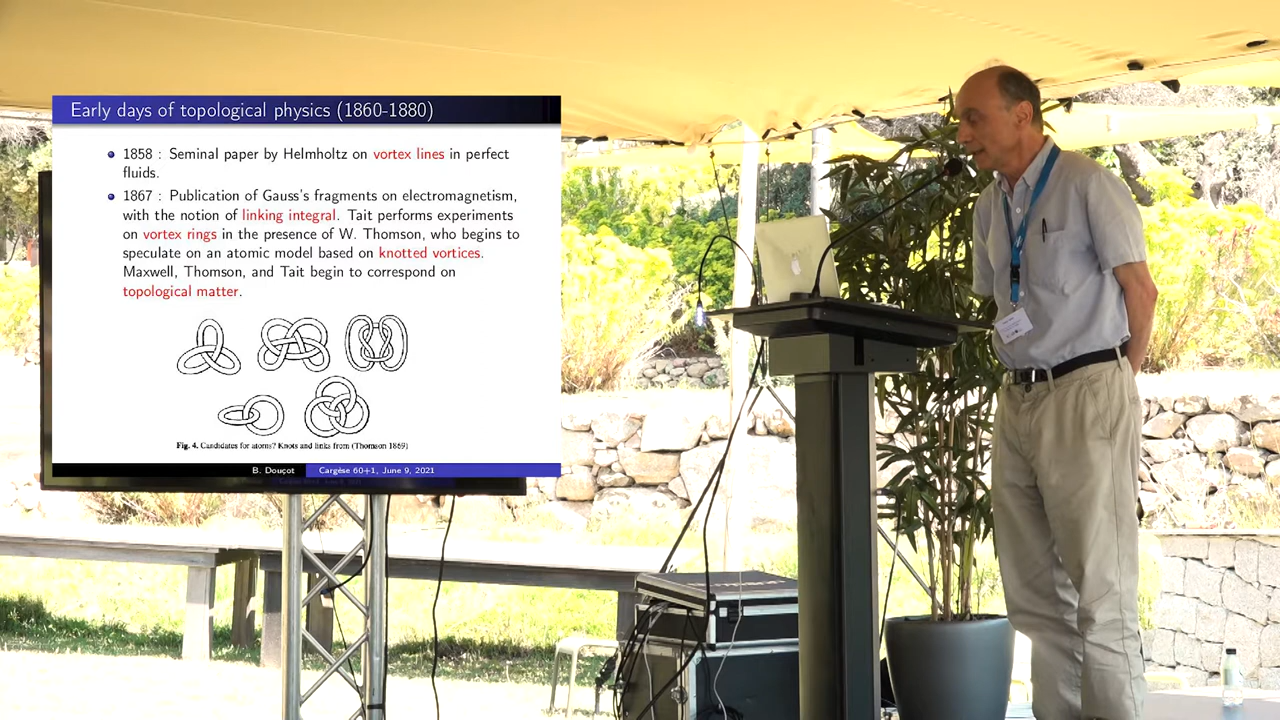 Early days of topological physics (1860-1880)
1858 : Seminal paper by Helmholtz on vortex lines in perfect
fluids.
1867 : Publication of Gauss's fragments on electromagnetism,
with the notion of linking integral. Tait performs experiments
on vortex rings in the presence of W. Thomson, who begins to
speculate on an atomic model based on knotted vortices.
Maxwell, Thomson, and Tait begin to correspond on
topological matter.
Fig. 4. Candidates for atoms? Knots and links from (Thomson 1869)
B. Douçot
Cargèse 60+1, June 9, 2021